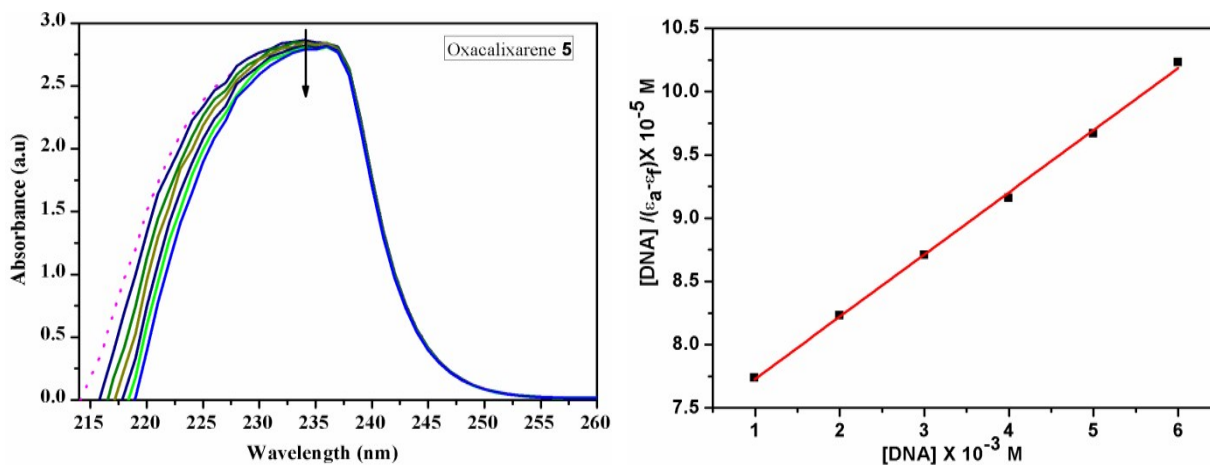 3.0
2.5
2.0
1.5
1.0
0.5
0.0
Absorbance (a.u)
215 220 225 230 235 240 245 250 255 260
Wavelength (nm)
Oxacalixarene 5
10.5
10.0
9.5
9.0
8.5
8.0
7.5
[DNA] /(εa-εf)X 10⁻⁵ M
1 2 3 4 5 6
[DNA] X 10⁻³ M